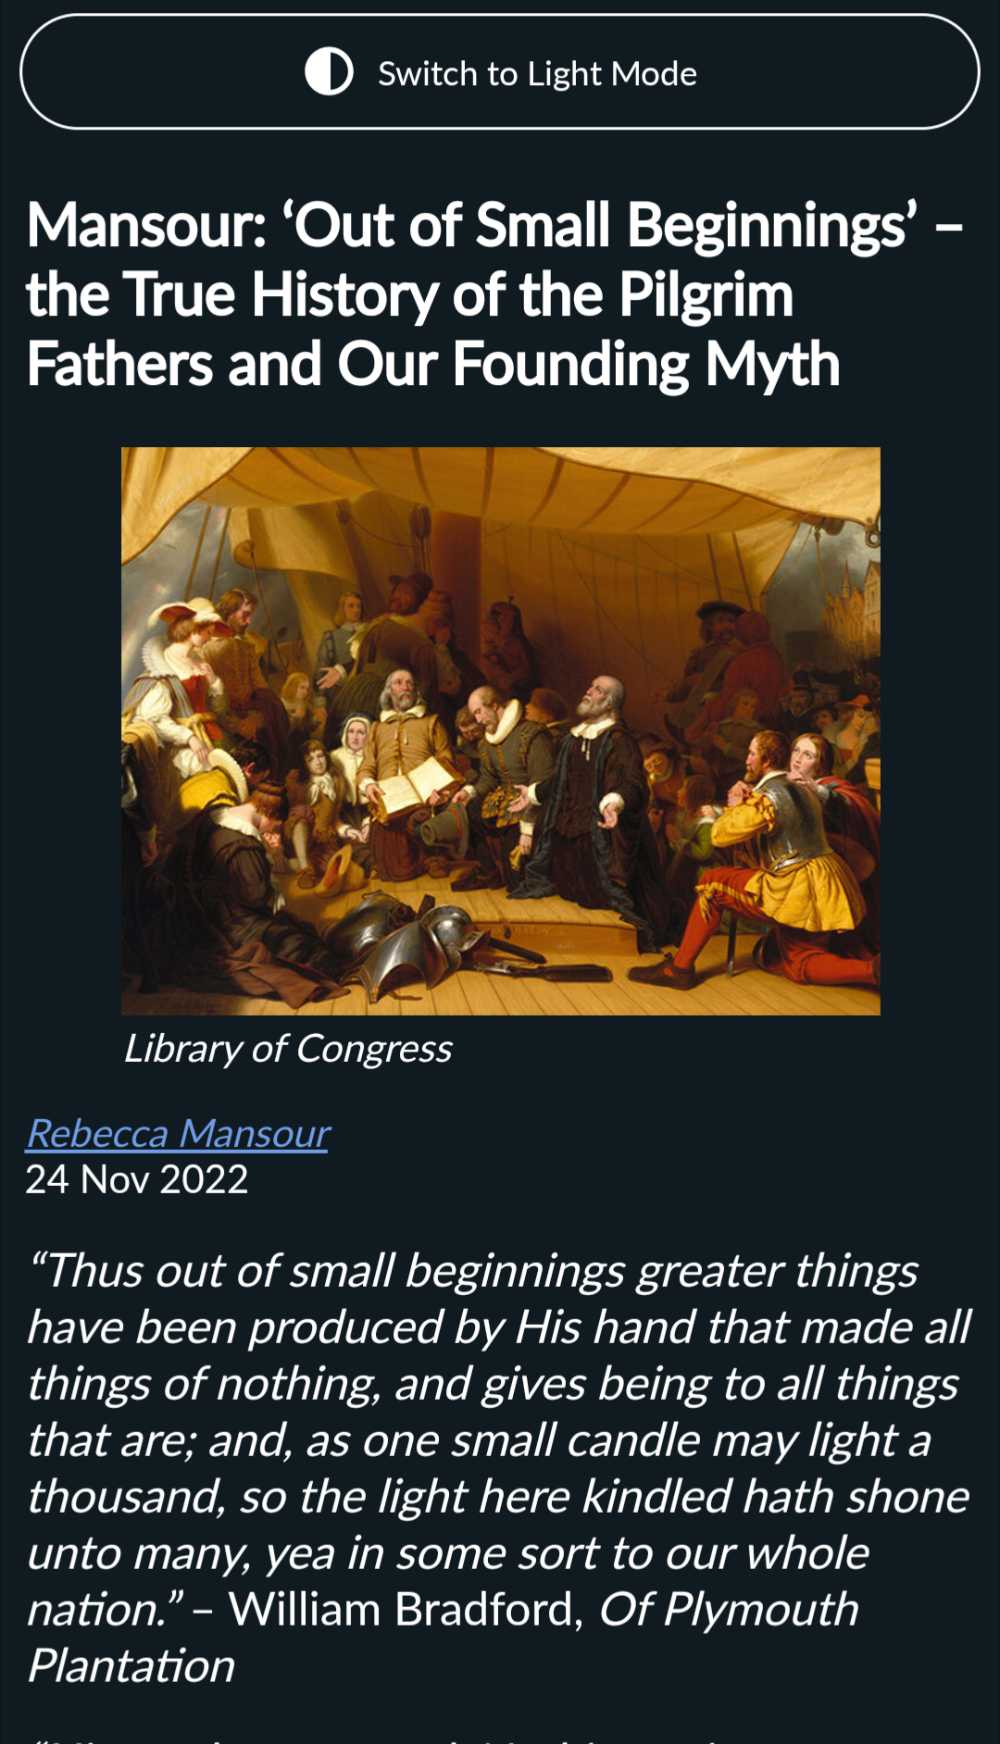 Switch to Light Mode
Mansour: ‘Out of Small Beginnings’ –
the True History of the Pilgrim
Fathers and Our Founding Myth
Library of Congress
Rebecca Mansour
24 Nov 2022
“Thus out of small beginnings greater things
have been produced by His hand that made all
things of nothing, and gives being to all things
that are; and, as one small candle may light a
thousand, so the light here kindled hath shone
unto many, yea in some sort to our whole
nation.” – William Bradford, Of Plymouth
Plantation